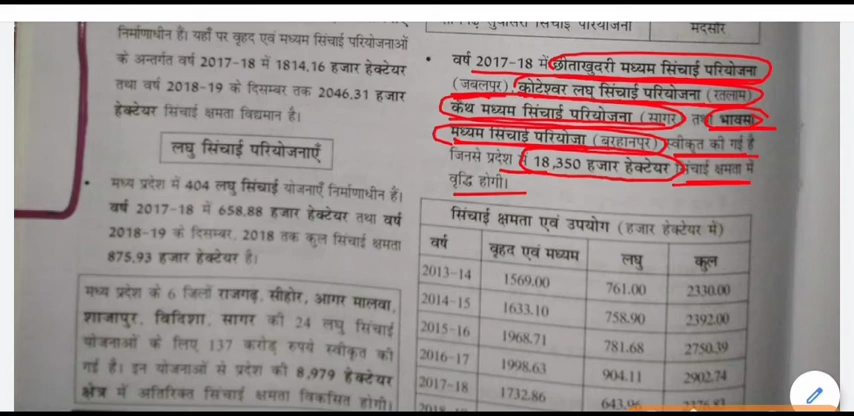 निर्माणाधीन हैं। यहाँ पर वृहद एवं मध्यम सिंचाई परियोजनाओं
के अन्तर्गत वर्ष 2017-18 में 1814.16 हजार हेक्टेयर
तथा वर्ष 2018-19 के दिसम्बर तक 2046.31 हजार
हेक्टेयर सिंचाई क्षमता विद्यमान है।
लघु सिंचाई परियोजनाएँ
• मध्य प्रदेश में 404 लघु सिंचाई योजनाएँ निर्माणाधीन हैं।
वर्ष 2017-18 में 658.88 हजार हेक्टेयर तथा वर्ष
2018-19 के दिसम्बर, 2018 तक कुल सिंचाई क्षमता
875.93 हजार हेक्टेयर है।
मध्य प्रदेश के 6 जिलों राजगढ़, सीहोर, आगर मालवा,
शाजापुर, विदिशा, सागर की 24 लघु सिंचाई
योजनाओं के लिए 137 करोड़ रुपये स्वीकृत की
गई है। इन योजनाओं से प्रदेश की 8,979 हेक्टेयर
क्षेत्र में अतिरिक्त सिंचाई क्षमता विकसित होगी।
सिंचाई परियोजना मंदसौर
• वर्ष 2017-18 में छीताखुदरी मध्यम सिंचाई परियोजना
(जबलपुर), कोटेश्वर लघु सिंचाई परियोजना (रतलाम)
कैथ मध्यम सिंचाई परियोजना (सागर) तथा भावसा
मध्यम सिंचाई परियोजा (बरहानपुर) स्वीकृत की गई है
जिनसे प्रदेश में 18,350 हजार हेक्टेयर सिंचाई क्षमता में
वृद्धि होगी।
सिंचाई क्षमता एवं उपयोग (हजार हेक्टेयर में)
वर्ष वृहद एवं मध्यम लघु कुल
2013-14 1569.00 761.00 2330.00
2014-15 1633.10 758.90 2392.00
2015-16 1968.71 781.68 2750.39
2016-17 1998.63 904.11 2902.74
2017-18 1732.86 643.96